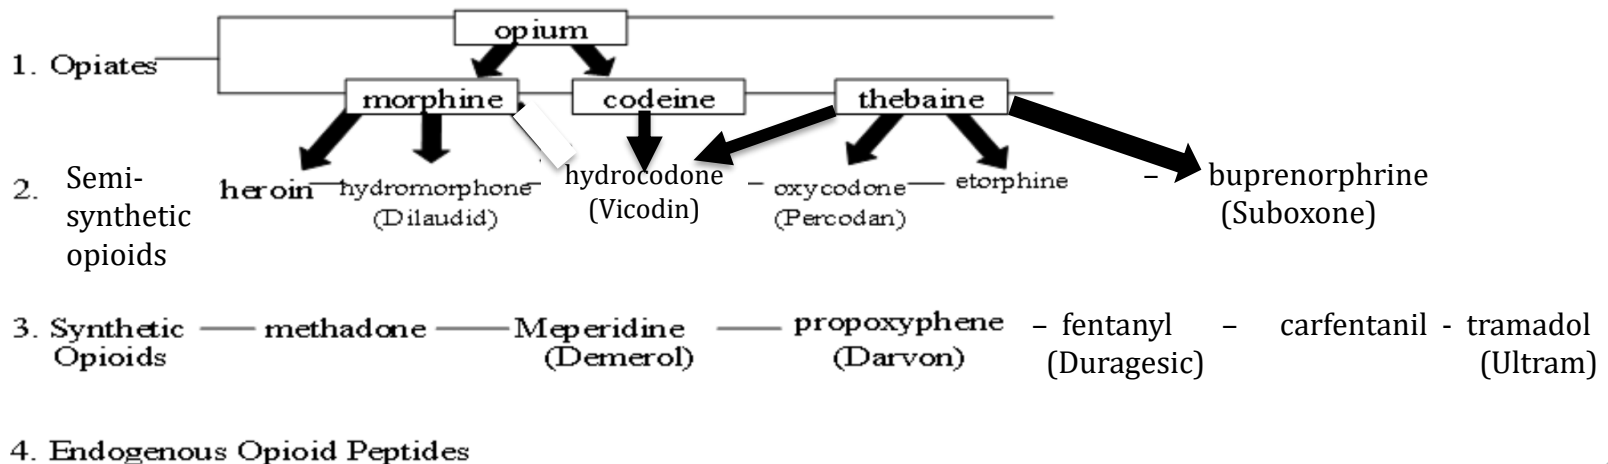 opium
1. Opiates
morphine codeine thebaine
2. Semi-synthetic opioids
heroin hydromorphone (Dilaudid) – hydrocodone (Vicodin) – oxycodone (Percodan) etorphine – buprenorphrine (Suboxone)
3. Synthetic Opioids
methadone Meperidine (Demerol) propoxyphene (Darvon) – fentanyl (Duragesic) – carfentanil - tramadol (Ultram)
4. Endogenous Opioid Peptides